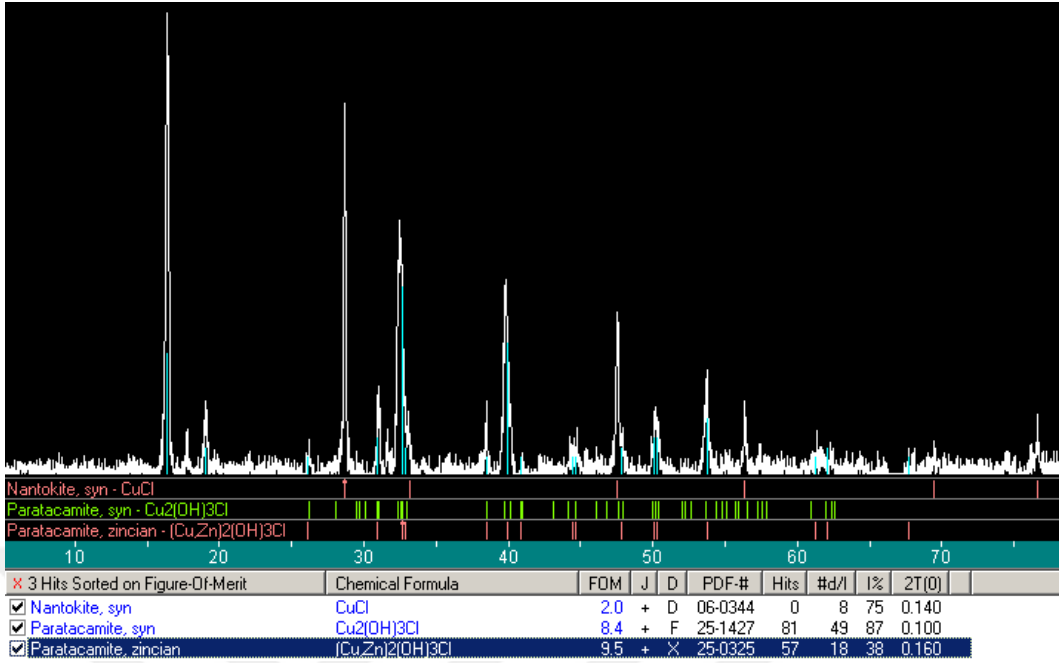 Nantokite, syn - CuCl
Paratacamite, syn - Cu2(OH)3Cl
Paratacamite, zincian - (Cu,Zn)2(OH)3Cl
10 20 30 40 50 60 70
X 3 Hits Sorted on Figure-Of-Merit Chemical Formula FOM J D PDF-# Hits #d/I I% 2T(0)
Nantokite, syn CuCl 2.0 + D 06-0344 0 8 75 0.140
Paratacamite, syn Cu2(OH)3Cl 8.4 + F 25-1427 81 49 87 0.100
Paratacamite, zincian (Cu,Zn)2(OH)3Cl 9.5 + X 25-0325 57 18 38 0.160